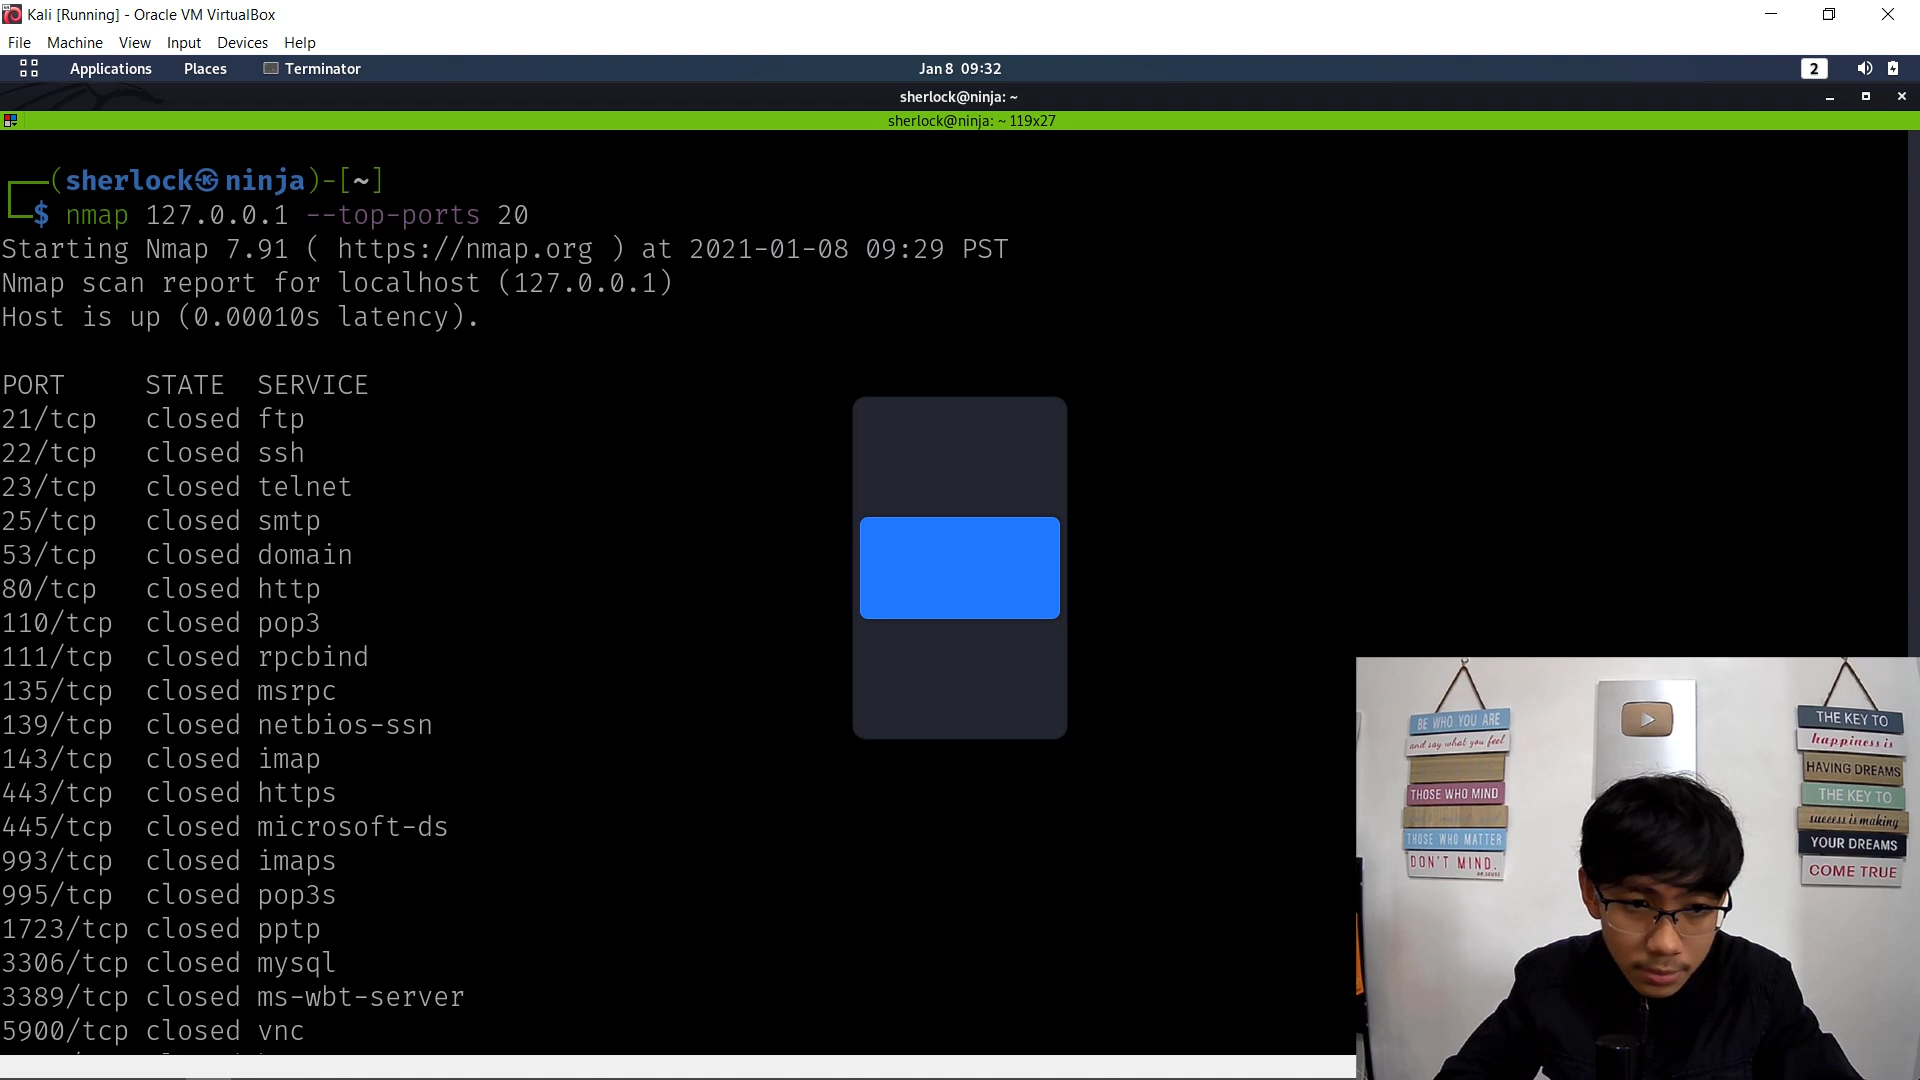 Kali [Running] - Oracle VM VirtualBox
File Machine View Input Devices Help
Applications Places Terminator Jan 8 09:32 2
sherlock@ninja: ~
sherlock@ninja: ~ 119x27
(sherlock㉿ninja)-[~]
$ nmap 127.0.0.1 --top-ports 20
Starting Nmap 7.91 ( https://nmap.org ) at 2021-01-08 09:29 PST
Nmap scan report for localhost (127.0.0.1)
Host is up (0.00010s latency).
PORT STATE SERVICE
21/tcp closed ftp
22/tcp closed ssh
23/tcp closed telnet
25/tcp closed smtp
53/tcp closed domain
80/tcp closed http
110/tcp closed pop3
111/tcp closed rpcbind
135/tcp closed msrpc
139/tcp closed netbios-ssn
143/tcp closed imap
443/tcp closed https
445/tcp closed microsoft-ds
993/tcp closed imaps
995/tcp closed pop3s
1723/tcp closed pptp
3306/tcp closed mysql
3389/tcp closed ms-wbt-server
5900/tcp closed vnc
BE WHO YOU ARE
and say what you feel
THOSE WHO MIND
THOSE WHO MATTER
DON'T MIND.
THE KEY TO
happiness is
HAVING DREAMS
THE KEY TO
success is making
YOUR DREAMS
COME TRUE